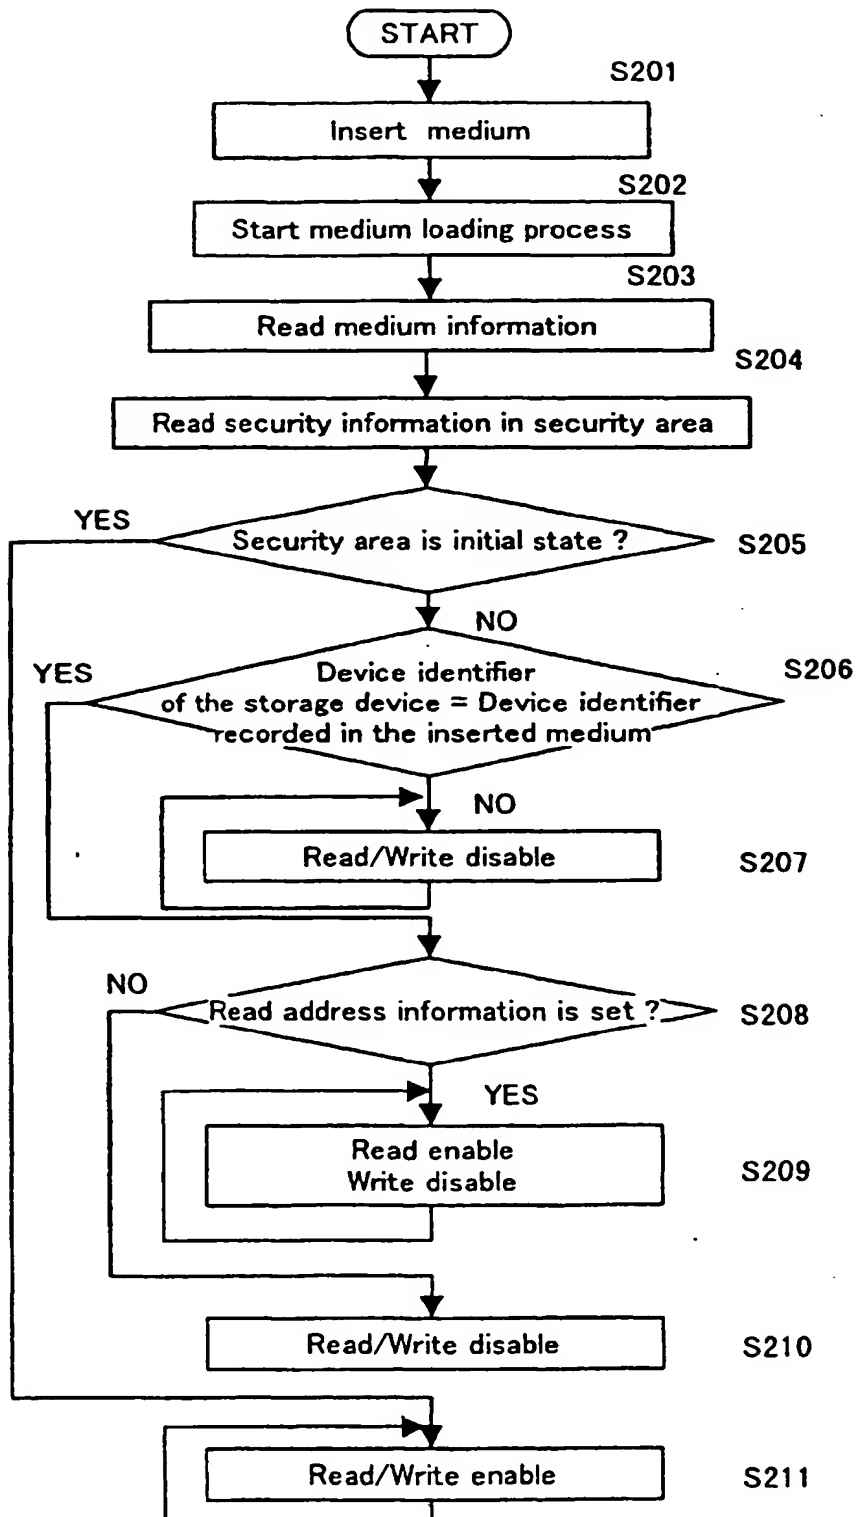 START
S201
Insert medium
S202
Start medium loading process
S203
Read medium information
S204
Read security information in security area
YES
Security area is initial state ?
S205
NO
YES
Device identifier
of the storage device = Device identifier
recorded in the inserted medium
S206
NO
Read/Write disable
S207
NO
Read address information is set ?
S208
YES
Read enable
Write disable
S209
Read/Write disable
S210
Read/Write enable
S211